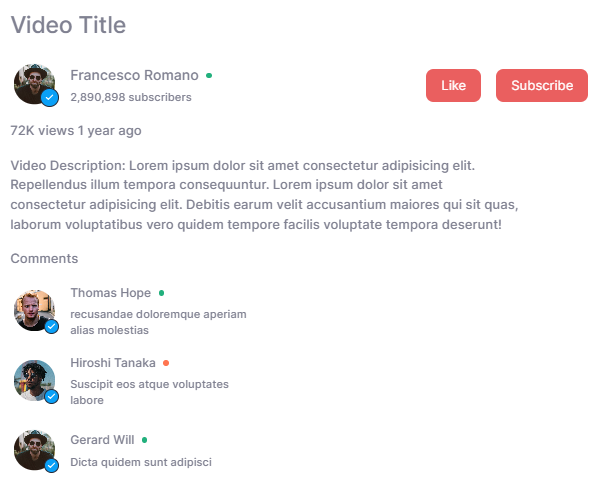 Video Title
Francesco Romano
2,890,898 subscribers
Like
Subscribe
72K views 1 year ago
Video Description: Lorem ipsum dolor sit amet consectetur adipisicing elit.
Repellendus illum tempora consequuntur. Lorem ipsum dolor sit amet
consectetur adipisicing elit. Debitis earum velit accusantium maiores qui sit quas,
laborum voluptatibus vero quidem tempore facilis voluptate tempora deserunt!
Comments
Thomas Hope
recusandae doloremque aperiam
alias molestias
Hiroshi Tanaka
Suscipit eos atque voluptates
labore
Gerard Will
Dicta quidem sunt adipisci